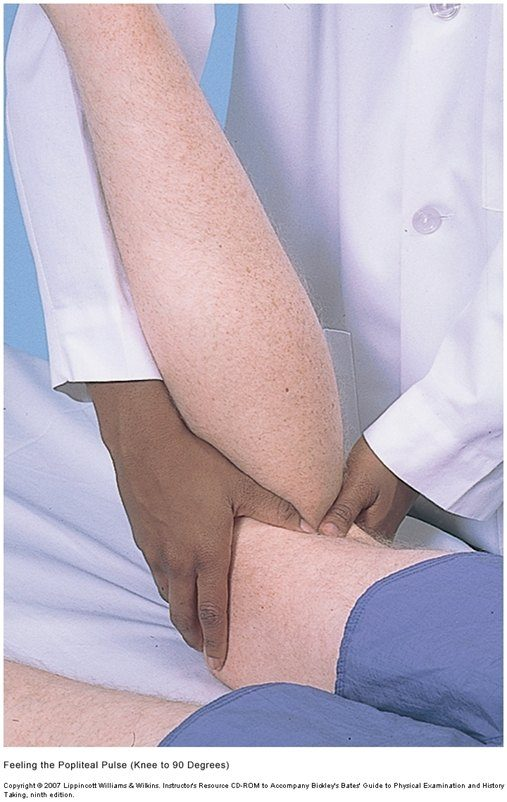 Feeling the Popliteal Pulse (Knee to 90 Degrees)
Copyright © 2007 Lippincott Williams & Wilkins. Instructor's Resource CD-ROM to Accompany Bickley's Bates' Guide to Physical Examination and History
Taking, ninth edition.